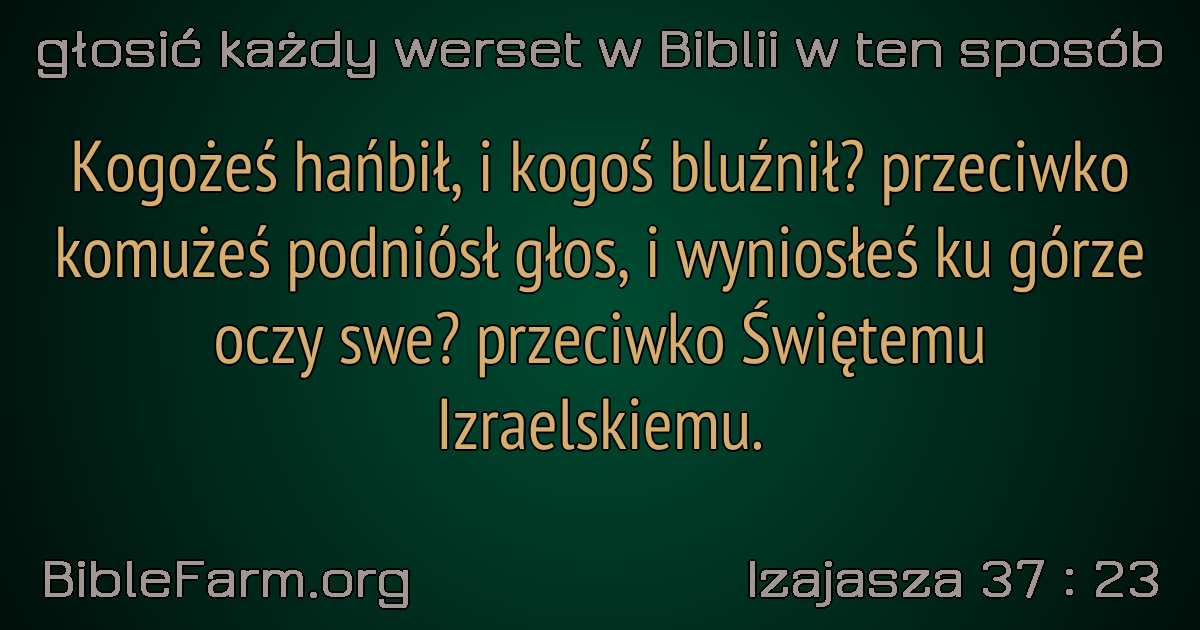 głosić każdy werset w Biblii w ten sposób
Kogożeś hańbił, i kogoś bluźnił? przeciwko
komużeś podniósł głos, i wyniosłeś ku górze
oczy swe? przeciwko Świętemu
Izraelskiemu.
BibleFarm.org
Izajasza 37 : 23